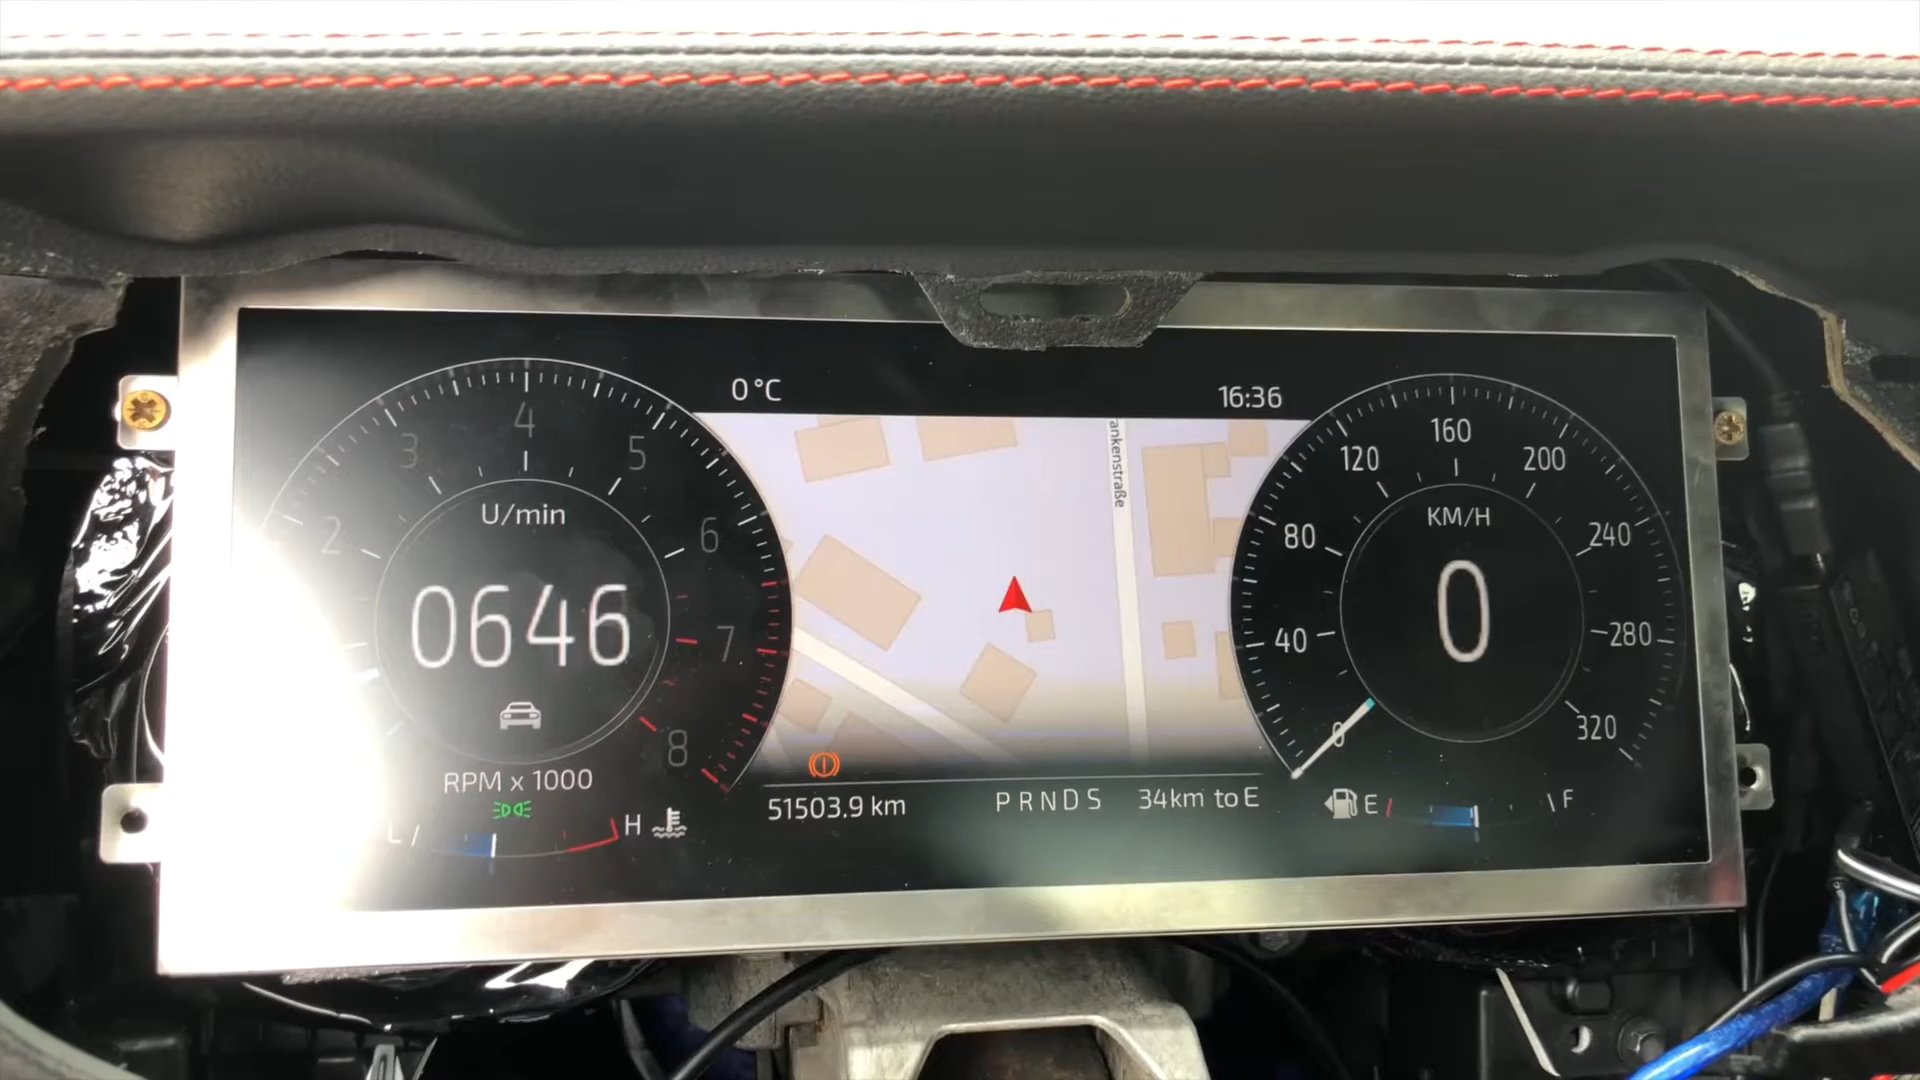 0°C
16:36
2
3
4
5
6
7
8
U/min
0646
RPM x 1000
L
H
ankenstraße
0
40
80
120
160
200
240
280
320
KM/H
0
51503.9 km
P R N D S
34km to E
E
F